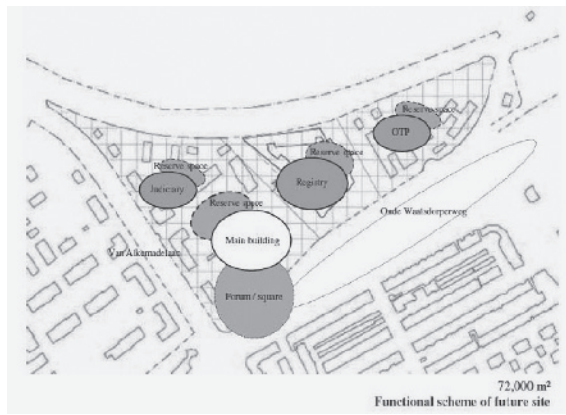 Reserve space
OTP
Reserve space
Reserve space
Registry
Judiciary
Reserve space
Oude Waalsdorperweg
Main building
Van Alkemadelaan
Forum / square
72,000 m²
Functional scheme of future site